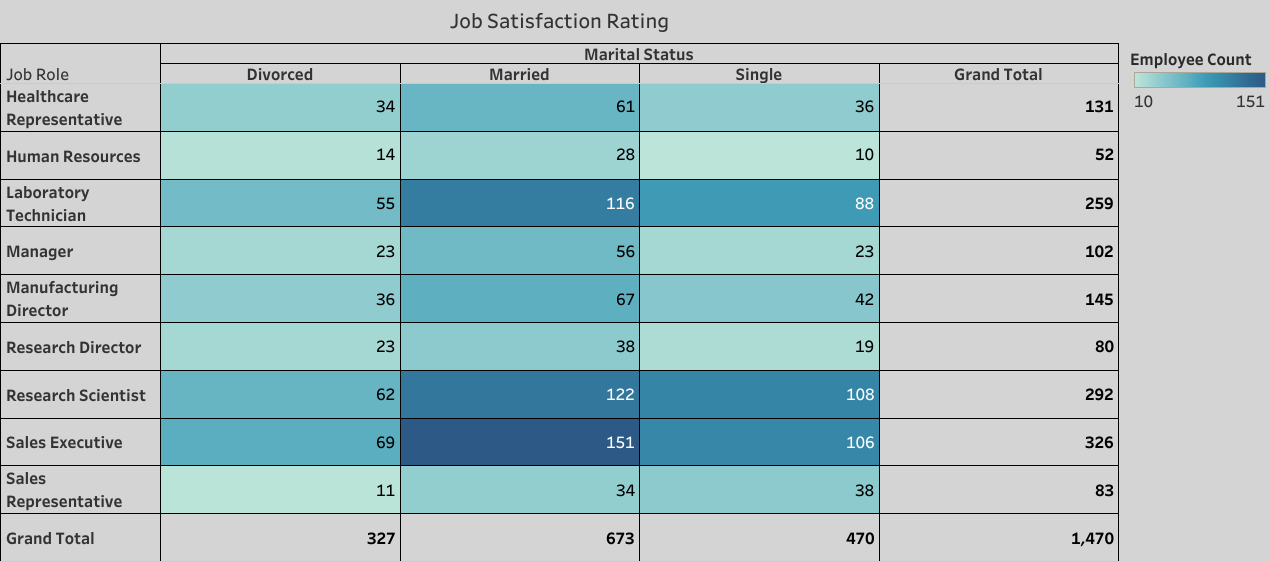 Job Satisfaction Rating
Marital Status
Job Role Divorced Married Single Grand Total
Healthcare
Representative 34 61 36 131
Human Resources 14 28 10 52
Laboratory
Technician 55 116 88 259
Manager 23 56 23 102
Manufacturing
Director 36 67 42 145
Research Director 23 38 19 80
Research Scientist 62 122 108 292
Sales Executive 69 151 106 326
Sales
Representative 11 34 38 83
Grand Total 327 673 470 1,470
Employee Count
10 151